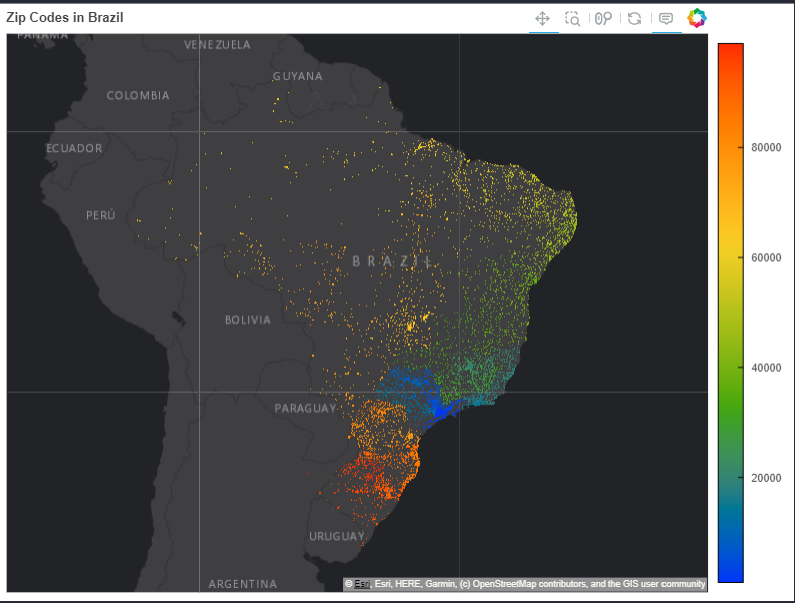 Zip Codes in Brazil
PANAMA
VENEZUELA
GUYANA
COLOMBIA
ECUADOR
PERÚ
BRAZIL
BOLIVIA
PARAGUAY
URUGUAY
ARGENTINA
80000
60000
40000
20000
© Esri, Esri, HERE, Garmin, (c) OpenStreetMap contributors, and the GIS user community